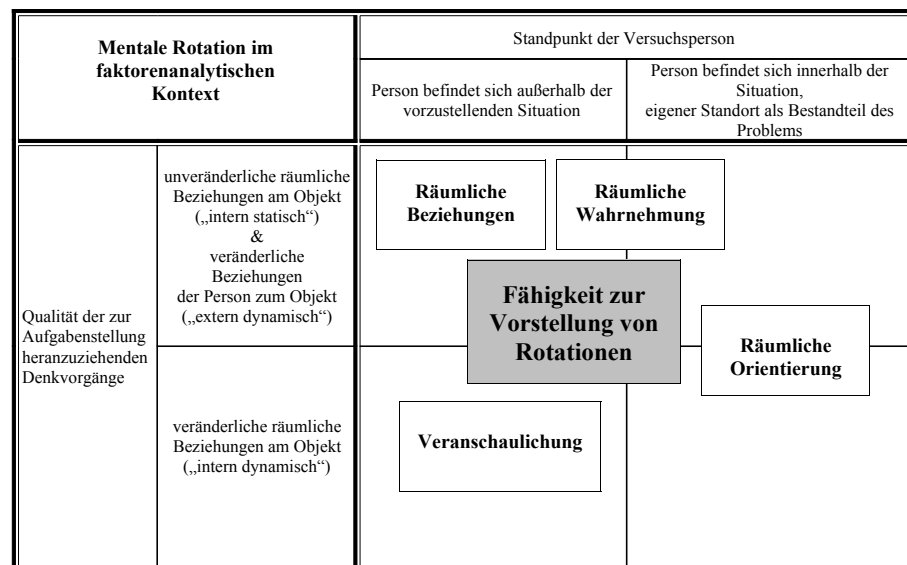 Mentale Rotation im
faktorenanalytischen
Kontext
Standpunkt der Versuchsperson
Person befindet sich außerhalb der
vorzustellenden Situation
Person befindet sich innerhalb der
Situation,
eigener Standort als Bestandteil des
Problems
Qualität der zur
Aufgabenstellung
heranzuziehenden
Denkvorgänge
unveränderliche räumliche
Beziehungen am Objekt
(„intern statisch“)
&
veränderliche
Beziehungen
der Person zum Objekt
(„extern dynamisch“)
Räumliche
Beziehungen
Räumliche
Wahrnehmung
Fähigkeit zur
Vorstellung von
Rotationen
Räumliche
Orientierung
veränderliche räumliche
Beziehungen am Objekt
(„intern dynamisch“)
Veranschaulichung